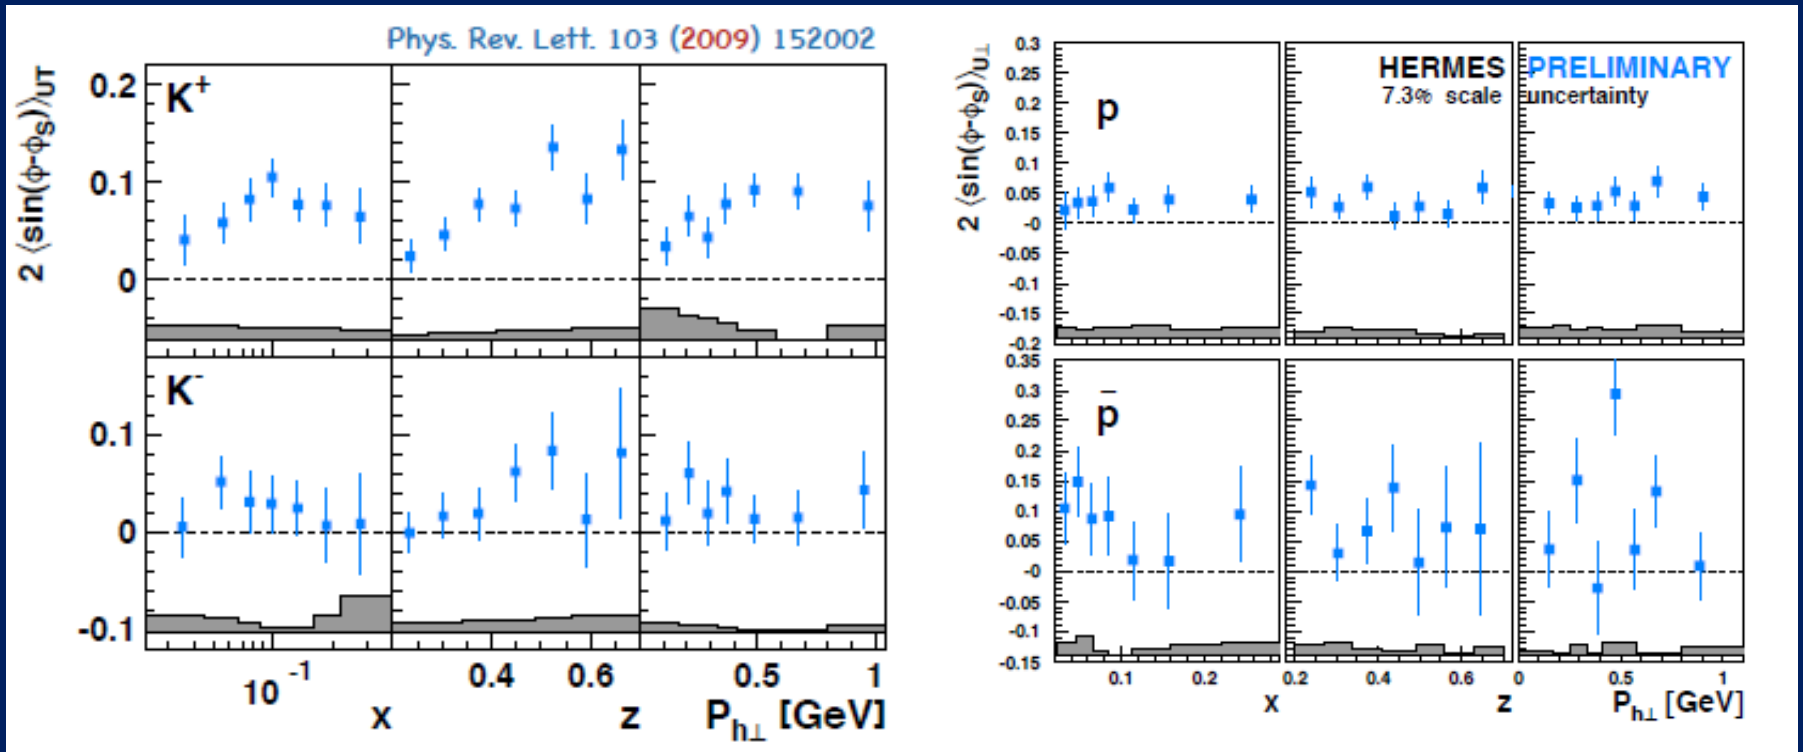 Phys. Rev. Lett. 103 (2009) 152002
2 ⟨sin(ϕ-ϕS)⟩UT
K+
0.2
0.1
0
K-
0.1
0
-0.1
10-1
x
0.4
0.6
z
0.5
1
Ph⊥ [GeV]
2 ⟨sin(ϕ-ϕS)⟩U⊥
0.3
0.25
0.2
0.15
0.1
0.05
-0
-0.05
-0.1
-0.15
-0.2
p
HERMES PRELIMINARY
7.3% scale uncertainty
0.35
0.3
0.25
0.2
0.15
0.1
0.05
-0
-0.05
-0.1
-0.15
p̄
0.1
0.2
x
0.2
0.4
0.6
z
0
0.5
1
Ph⊥ [GeV]